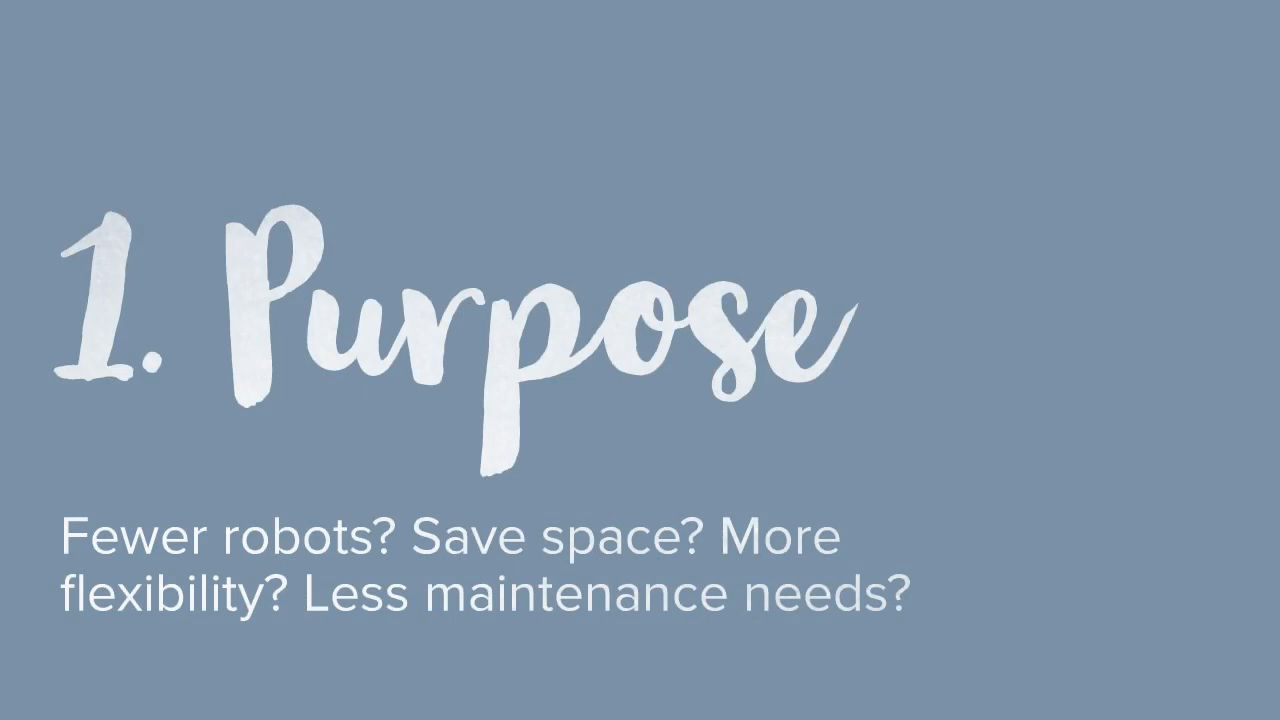 1. Purpose
Fewer robots? Save space? More
flexibility? Less maintenance needs?